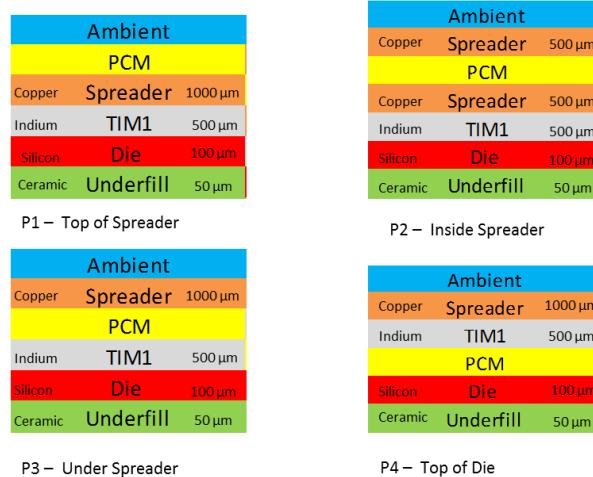 Ambient
PCM
Copper Spreader 1000 µm
Indium TIM1 500 µm
Silicon Die 100 µm
Ceramic Underfill 50 µm
P1 – Top of Spreader
Ambient
Copper Spreader 500 µm
PCM
Copper Spreader 500 µm
Indium TIM1 500 µm
Silicon Die 100 µm
Ceramic Underfill 50 µm
P2 – Inside Spreader
Ambient
Copper Spreader 1000 µm
PCM
Indium TIM1 500 µm
Silicon Die 100 µm
Ceramic Underfill 50 µm
P3 – Under Spreader
Ambient
Copper Spreader 1000 µm
Indium TIM1 500 µm
PCM
Silicon Die 100 µm
Ceramic Underfill 50 µm
P4 – Top of Die